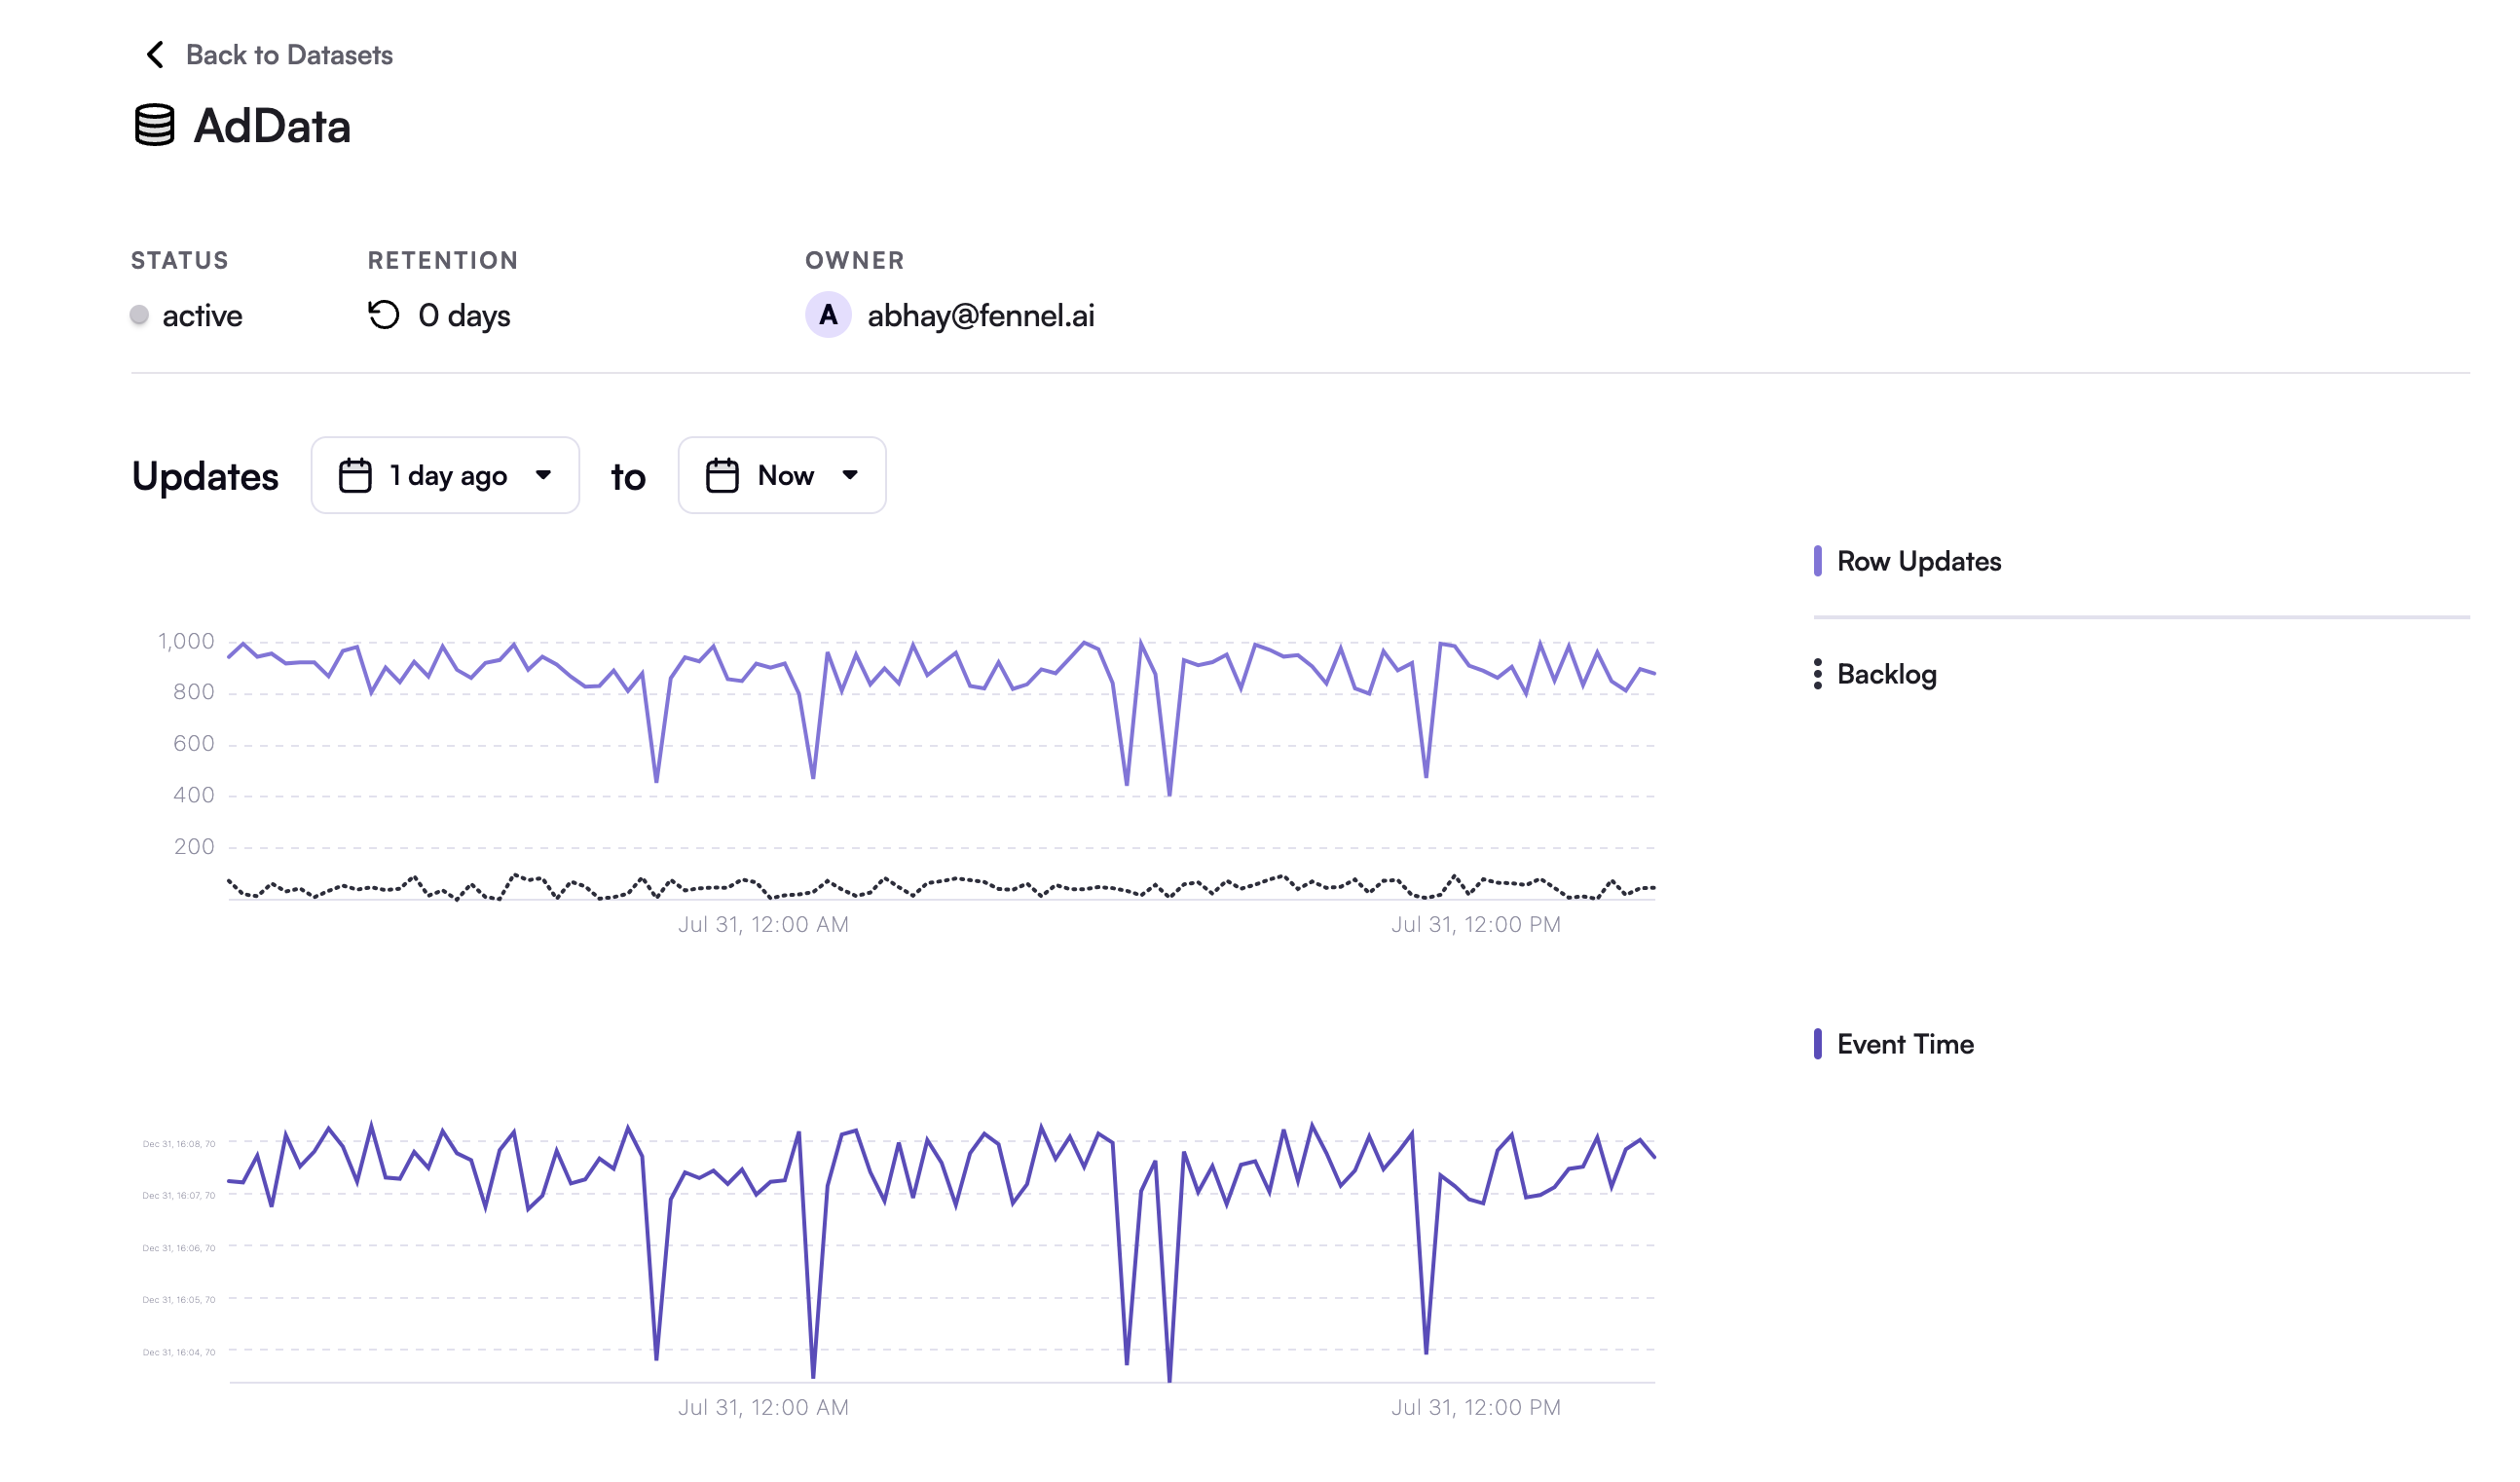 Back to Datasets
AdData
STATUS
RETENTION
OWNER
active
0 days
A
abhay@fennel.ai
Updates
1 day ago
to
Now
Row Updates
Backlog
1,000
800
600
400
200
Jul 31, 12:00 AM
Jul 31, 12:00 PM
Event Time
Dec 31, 16:08, 70
Dec 31, 16:07, 70
Dec 31, 16:06, 70
Dec 31, 16:05, 70
Dec 31, 16:04, 70
Jul 31, 12:00 AM
Jul 31, 12:00 PM